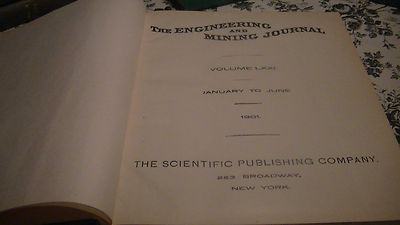 THE ENGINEERING
AND
MINING JOURNAL
VOLUME LXXI.
JANUARY TO JUNE
1901.
THE SCIENTIFIC PUBLISHING COMPANY.
253 BROADWAY,
NEW YORK.